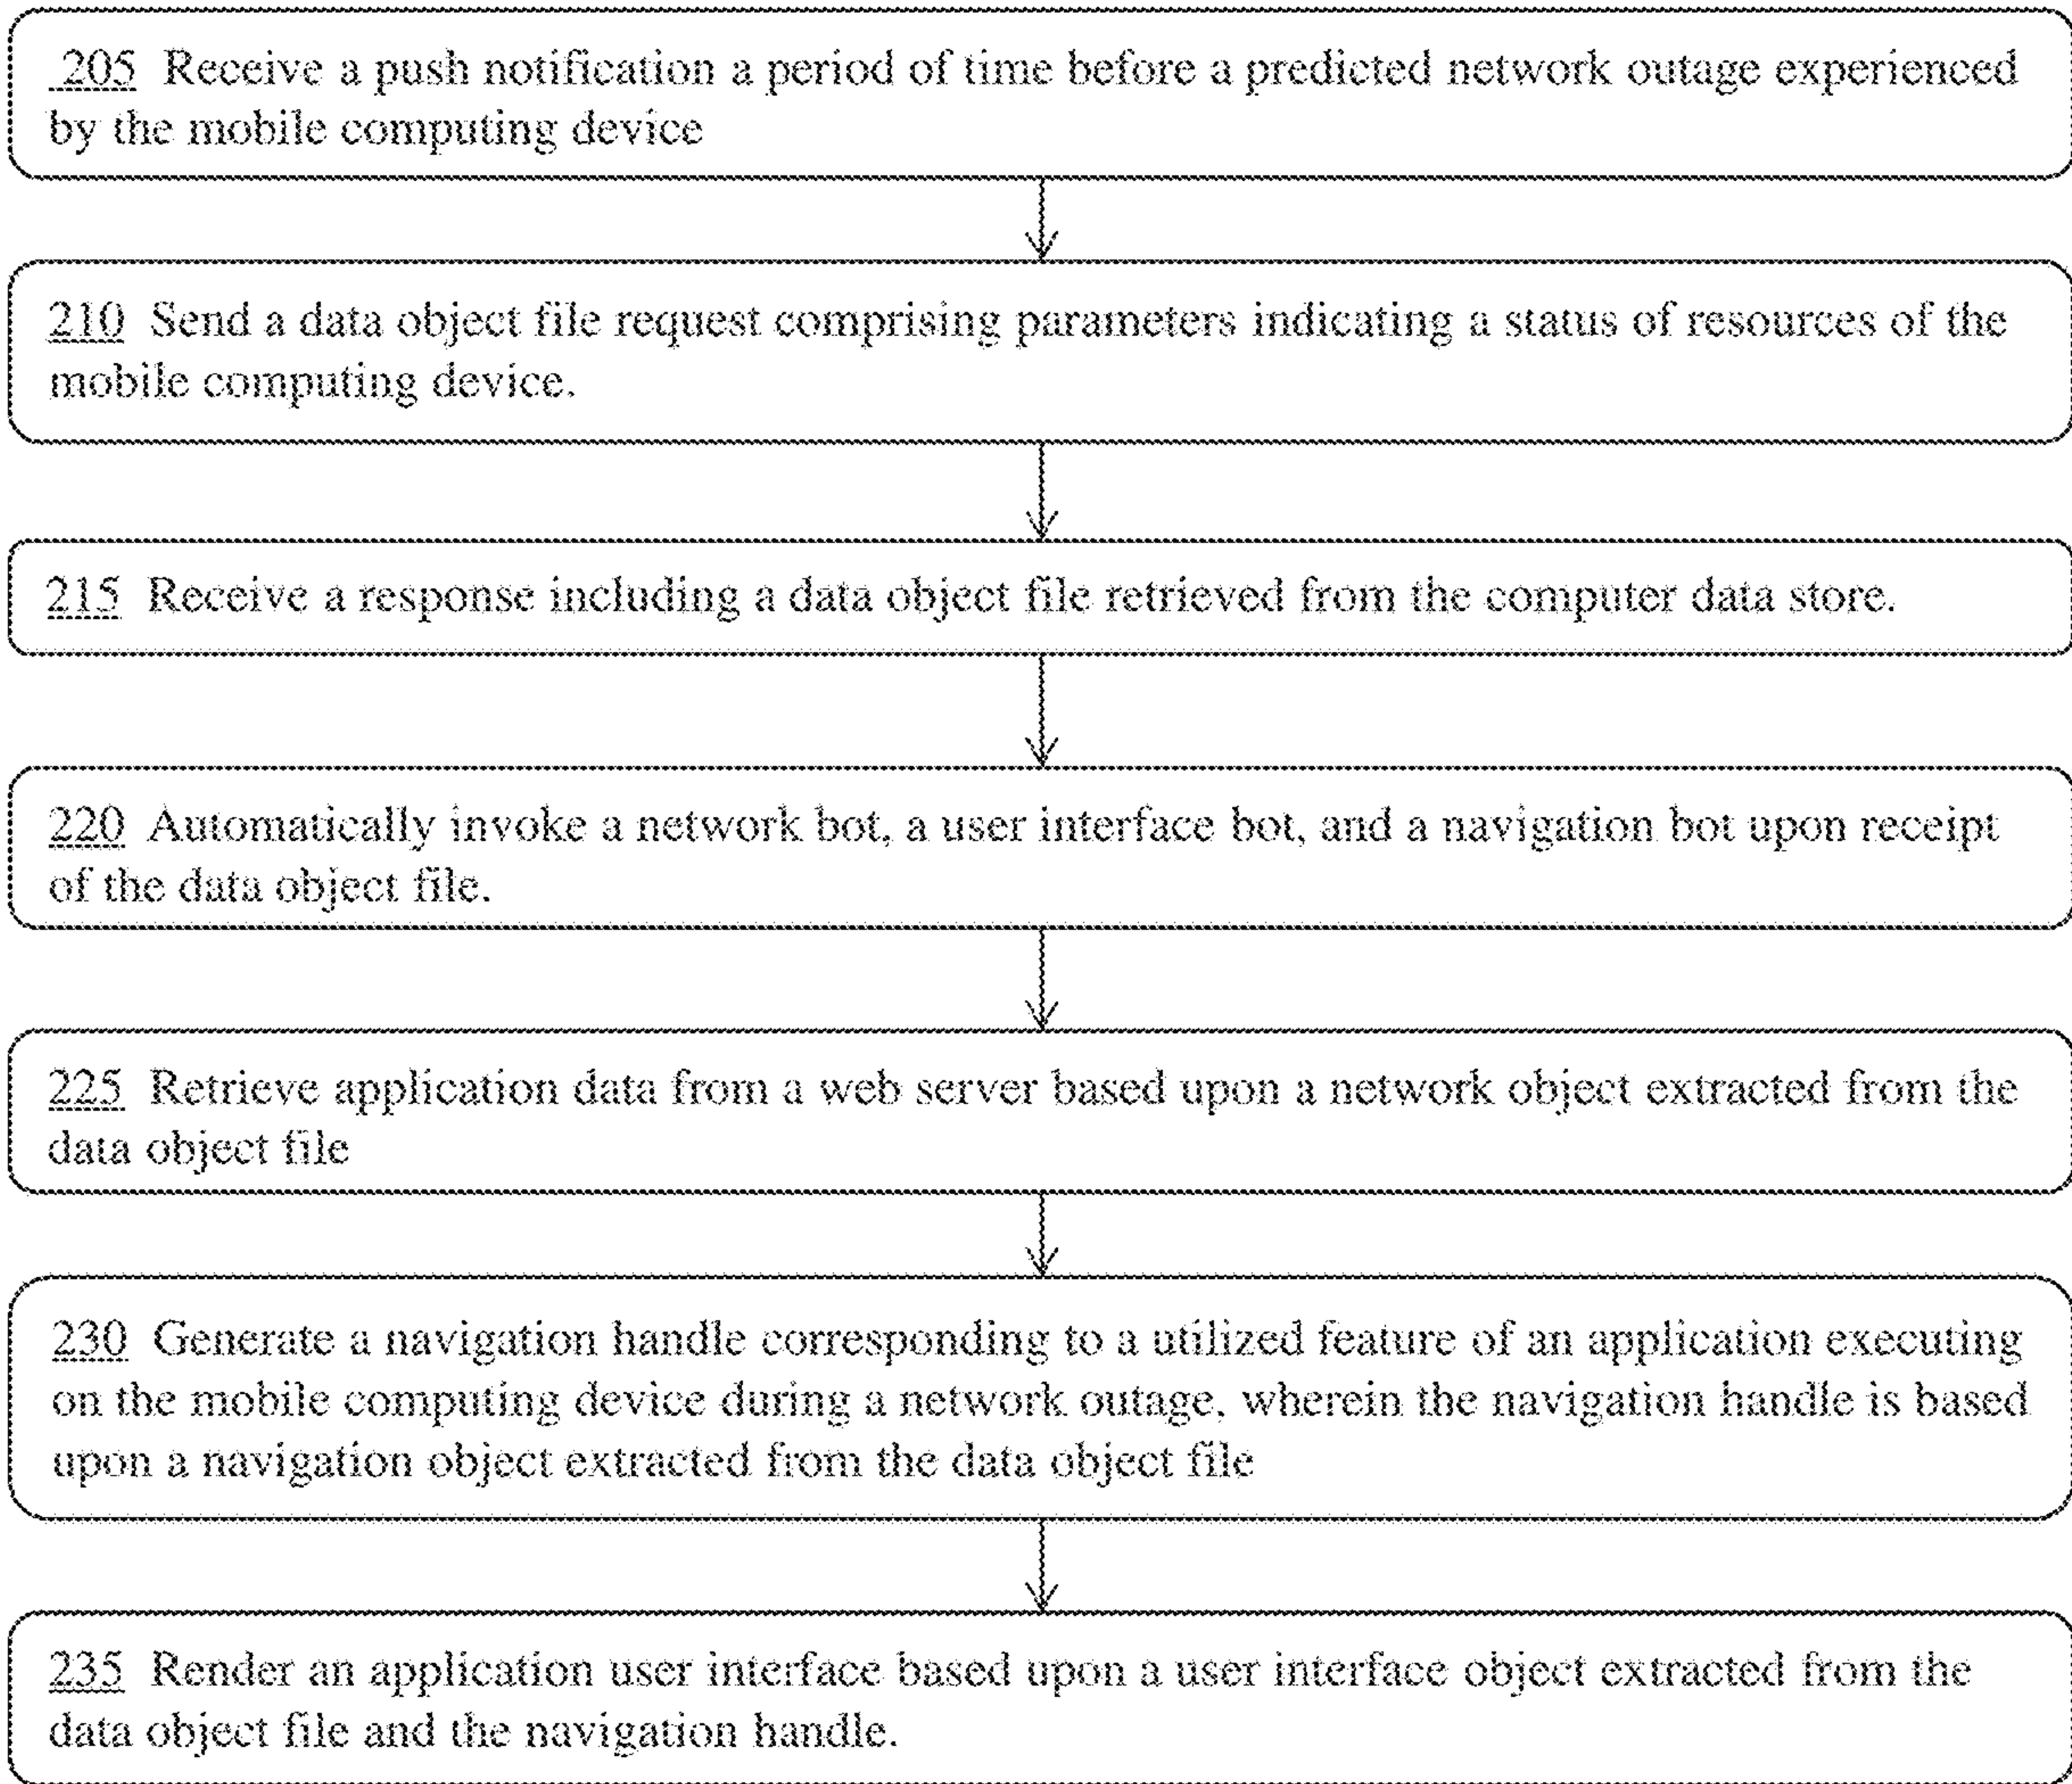 205 Receive a push notification a period of time before a predicted network outage experienced
by the mobile computing device
210 Send a data object file request comprising parameters indicating a status of resources of the
mobile computing device.
215 Receive a response including a data object file retrieved from the computer data store.
220 Automatically invoke a network bot, a user interface bot, and a navigation bot upon receipt
of the data object file.
225 Retrieve application data from a web server based upon a network object extracted from the
data object file
230 Generate a navigation handle corresponding to a utilized feature of an application executing
on the mobile computing device during a network outage, wherein the navigation handle is based
upon a navigation object extracted from the data object file
235 Render an application user interface based upon a user interface object extracted from the
data object file and the navigation handle.